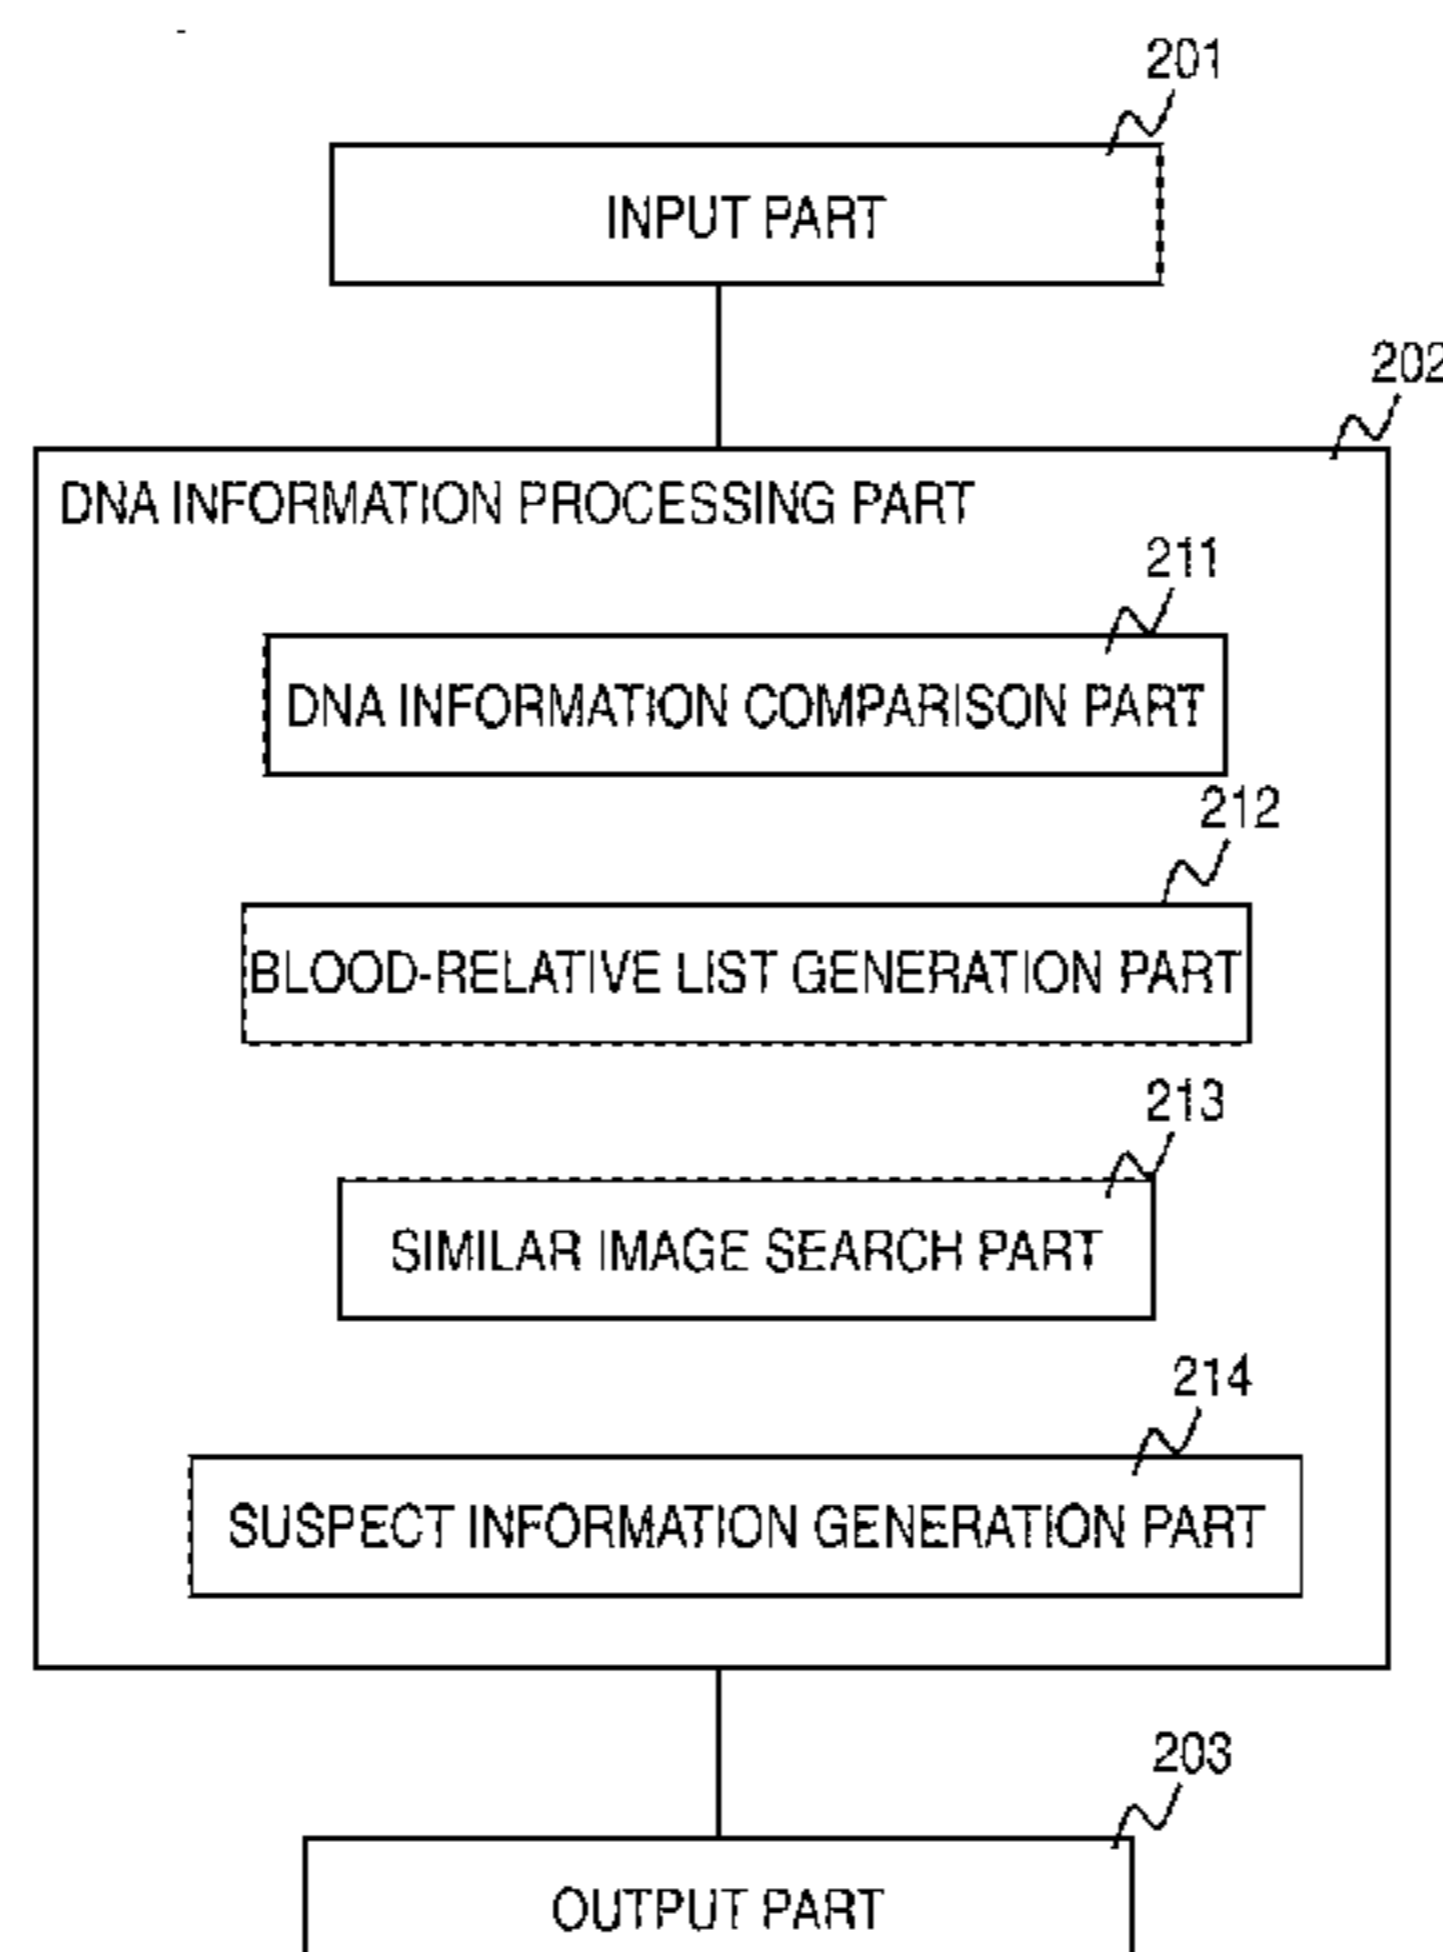 201
INPUT PART
202
DNA INFORMATION PROCESSING PART
211
DNA INFORMATION COMPARISON PART
212
BLOOD-RELATIVE LIST GENERATION PART
213
SIMILAR IMAGE SEARCH PART
214
SUSPECT INFORMATION GENERATION PART
203
OUTPUT PART